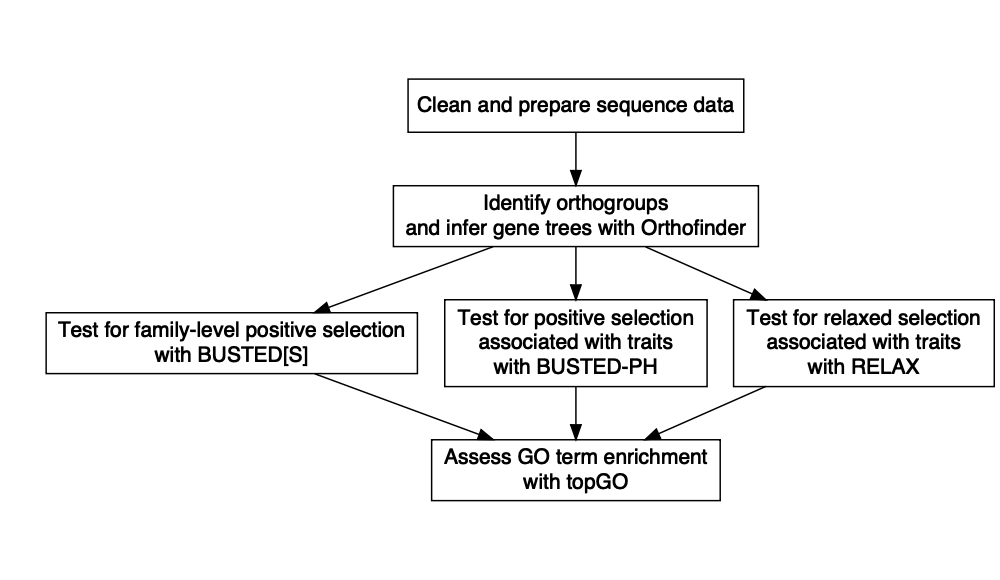 Clean and prepare sequence data
Identify orthogroups
and infer gene trees with Orthofinder
Test for family-level positive selection
with BUSTED[S]
Test for positive selection
associated with traits
with BUSTED-PH
Test for relaxed selection
associated with traits
with RELAX
Assess GO term enrichment
with topGO